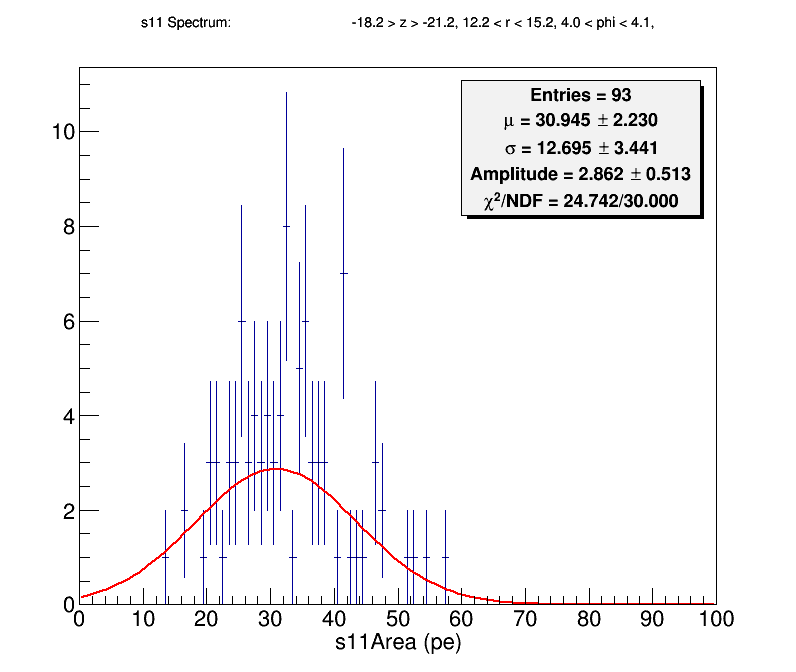 s11 Spectrum: -18.2 > z > -21.2, 12.2 < r < 15.2, 4.0 < phi < 4.1,
Entries = 93
μ = 30.945 ± 2.230
σ = 12.695 ± 3.441
Amplitude = 2.862 ± 0.513
χ²/NDF = 24.742/30.000
10
8
6
4
2
0
0 10 20 30 40 50 60 70 80 90 100
s11Area (pe)